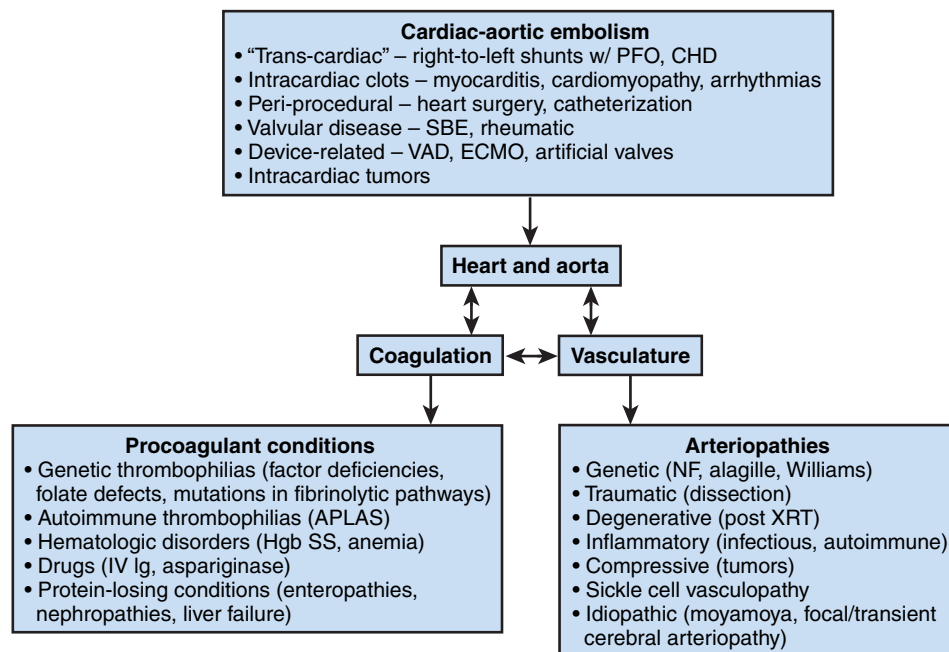 Cardiac-aortic embolism
• “Trans-cardiac” – right-to-left shunts w/ PFO, CHD
• Intracardiac clots – myocarditis, cardiomyopathy, arrhythmias
• Peri-procedural – heart surgery, catheterization
• Valvular disease – SBE, rheumatic
• Device-related – VAD, ECMO, artificial valves
• Intracardiac tumors
Heart and aorta
Coagulation
Vasculature
Procoagulant conditions
• Genetic thrombophilias (factor deficiencies,
folate defects, mutations in fibrinolytic pathways)
• Autoimmune thrombophilias (APLAS)
• Hematologic disorders (Hgb SS, anemia)
• Drugs (IV Ig, aspariginase)
• Protein-losing conditions (enteropathies,
nephropathies, liver failure)
Arteriopathies
• Genetic (NF, alagille, Williams)
• Traumatic (dissection)
• Degenerative (post XRT)
• Inflammatory (infectious, autoimmune)
• Compressive (tumors)
• Sickle cell vasculopathy
• Idiopathic (moyamoya, focal/transient
cerebral arteriopathy)